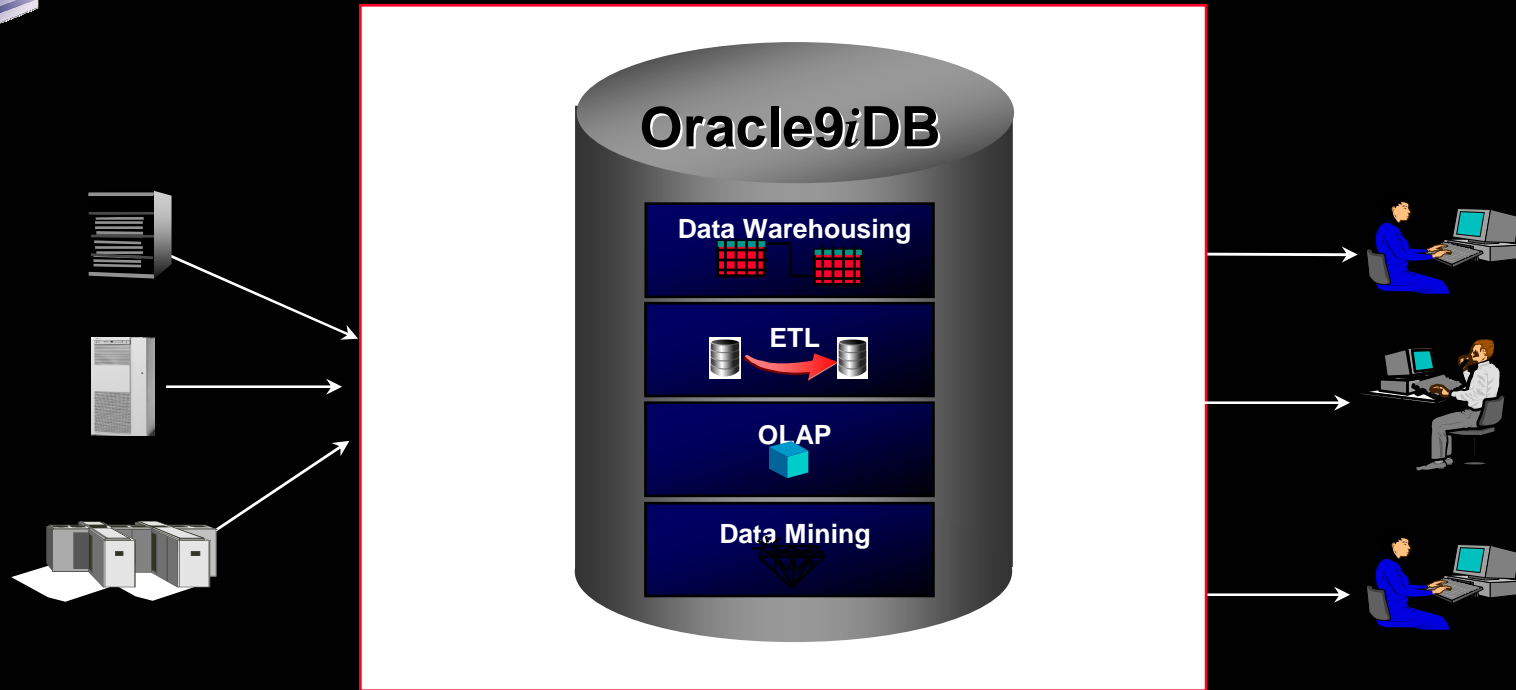 Oracle9iDB
Data Warehousing
ETL
OLAP
Data Mining